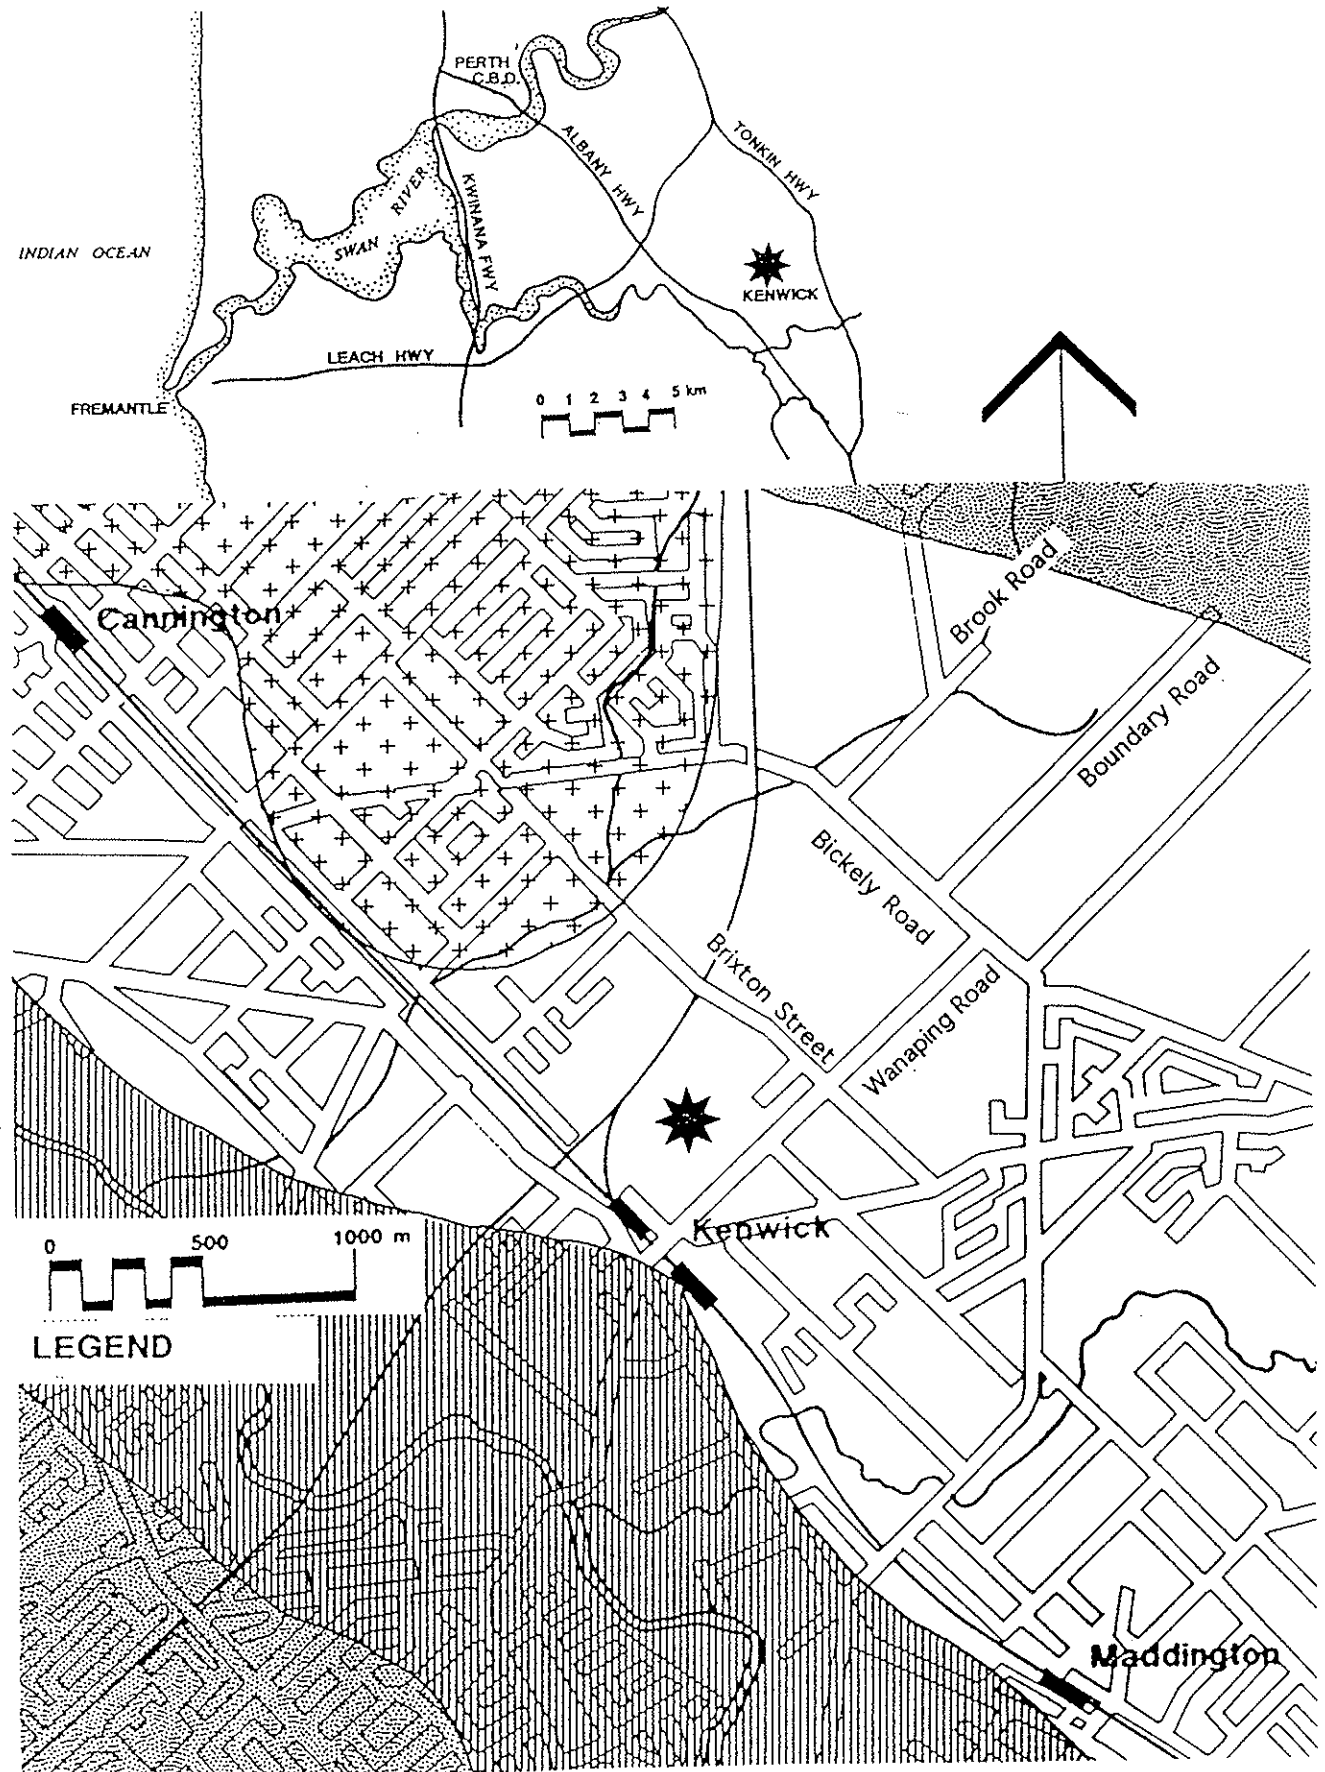 PERTH
C.B.D.
ALBANY HWY
TONKIN HWY
KWINANA FWY
SWAN RIVER
INDIAN OCEAN
KENWICK
LEACH HWY
FREMANTLE
0 1 2 3 4 5 km
Cannington
Brook Road
Boundary Road
Bickely Road
Brixton Street
Wanaping Road
Kenwick
0 500 1000 m
LEGEND
Maddington